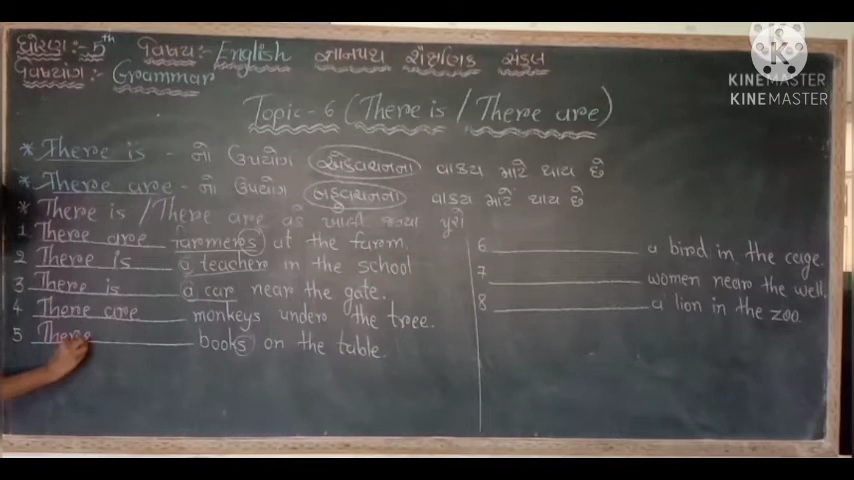 ધોરણ:- 5th વિષય:- English જ્ઞાનપથ શૈક્ષણિક સંકુલ
વિષયાંગ:- Grammar
Topic-6 (There is / There are)
* There is - નો ઉપયોગ એકવચનના વાક્ય માટે થાય છે
* There are - નો ઉપયોગ બહુવચનના વાક્ય માટે થાય છે
* There is / There are વડે ખાલી જગ્યા પૂરો
1 There are farmers at the farm.
2 There is a teacher in the school
3 There is a car near the gate.
4 There are monkeys under the tree.
5 There books on the table.
6 a bird in the cage.
7 women near the well.
8 a lion in the zoo
KINEMASTER
KINEMASTER